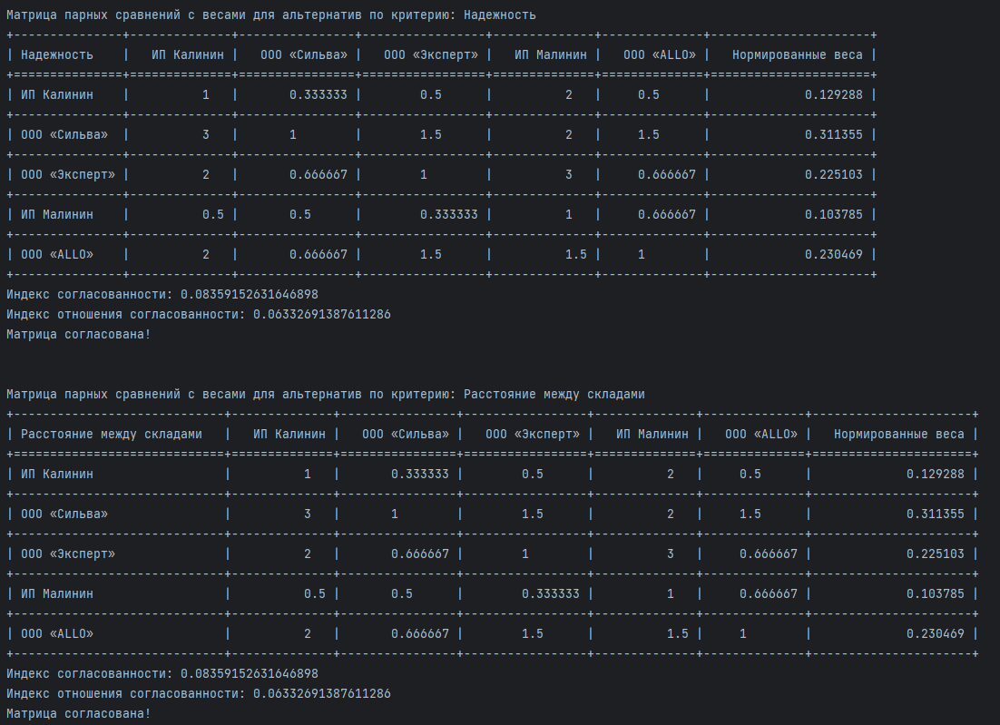 Матрица парных сравнений с весами для альтернатив по критерию: Надежность
+---------------+--------------+----------------+-----------------+--------------+--------------+----------------------+
| Надежность    |   ИП Калинин |   ООО «Сильва» |   ООО «Эксперт» |   ИП Малинин |   ООО «ALLO» |   Нормированные веса |
+===============+==============+================+=================+==============+==============+======================+
| ИП Калинин    |          1   |       0.333333 |        0.5      |          2   |     0.5      |             0.129288 |
+---------------+--------------+----------------+-----------------+--------------+--------------+----------------------+
| ООО «Сильва»  |          3   |       1        |        1.5      |          2   |     1.5      |             0.311355 |
+---------------+--------------+----------------+-----------------+--------------+--------------+----------------------+
| ООО «Эксперт» |          2   |       0.666667 |        1        |          3   |     0.666667 |             0.225103 |
+---------------+--------------+----------------+-----------------+--------------+--------------+----------------------+
| ИП Малинин    |          0.5 |       0.5      |        0.333333 |          1   |     0.666667 |             0.103785 |
+---------------+--------------+----------------+-----------------+--------------+--------------+----------------------+
| ООО «ALLO»    |          2   |       0.666667 |        1.5      |          1.5 |     1        |             0.230469 |
+---------------+--------------+----------------+-----------------+--------------+--------------+----------------------+
Индекс согласованности: 0.08359152631646898
Индекс отношения согласованности: 0.06332691387611286
Матрица согласована!
Матрица парных сравнений с весами для альтернатив по критерию: Расстояние между складами
+-----------------------------+--------------+----------------+-----------------+--------------+--------------+----------------------+
| Расстояние между складами   |   ИП Калинин |   ООО «Сильва» |   ООО «Эксперт» |   ИП Малинин |   ООО «ALLO» |   Нормированные веса |
+=============================+==============+================+=================+==============+==============+======================+
| ИП Калинин                  |          1   |       0.333333 |        0.5      |          2   |     0.5      |             0.129288 |
+-----------------------------+--------------+----------------+-----------------+--------------+--------------+----------------------+
| ООО «Сильва»                |          3   |       1        |        1.5      |          2   |     1.5      |             0.311355 |
+-----------------------------+--------------+----------------+-----------------+--------------+--------------+----------------------+
| ООО «Эксперт»               |          2   |       0.666667 |        1        |          3   |     0.666667 |             0.225103 |
+-----------------------------+--------------+----------------+-----------------+--------------+--------------+----------------------+
| ИП Малинин                  |          0.5 |       0.5      |        0.333333 |          1   |     0.666667 |             0.103785 |
+-----------------------------+--------------+----------------+-----------------+--------------+--------------+----------------------+
| ООО «ALLO»                  |          2   |       0.666667 |        1.5      |          1.5 |     1        |             0.230469 |
+-----------------------------+--------------+----------------+-----------------+--------------+--------------+----------------------+
Индекс согласованности: 0.08359152631646898
Индекс отношения согласованности: 0.06332691387611286
Матрица согласована!